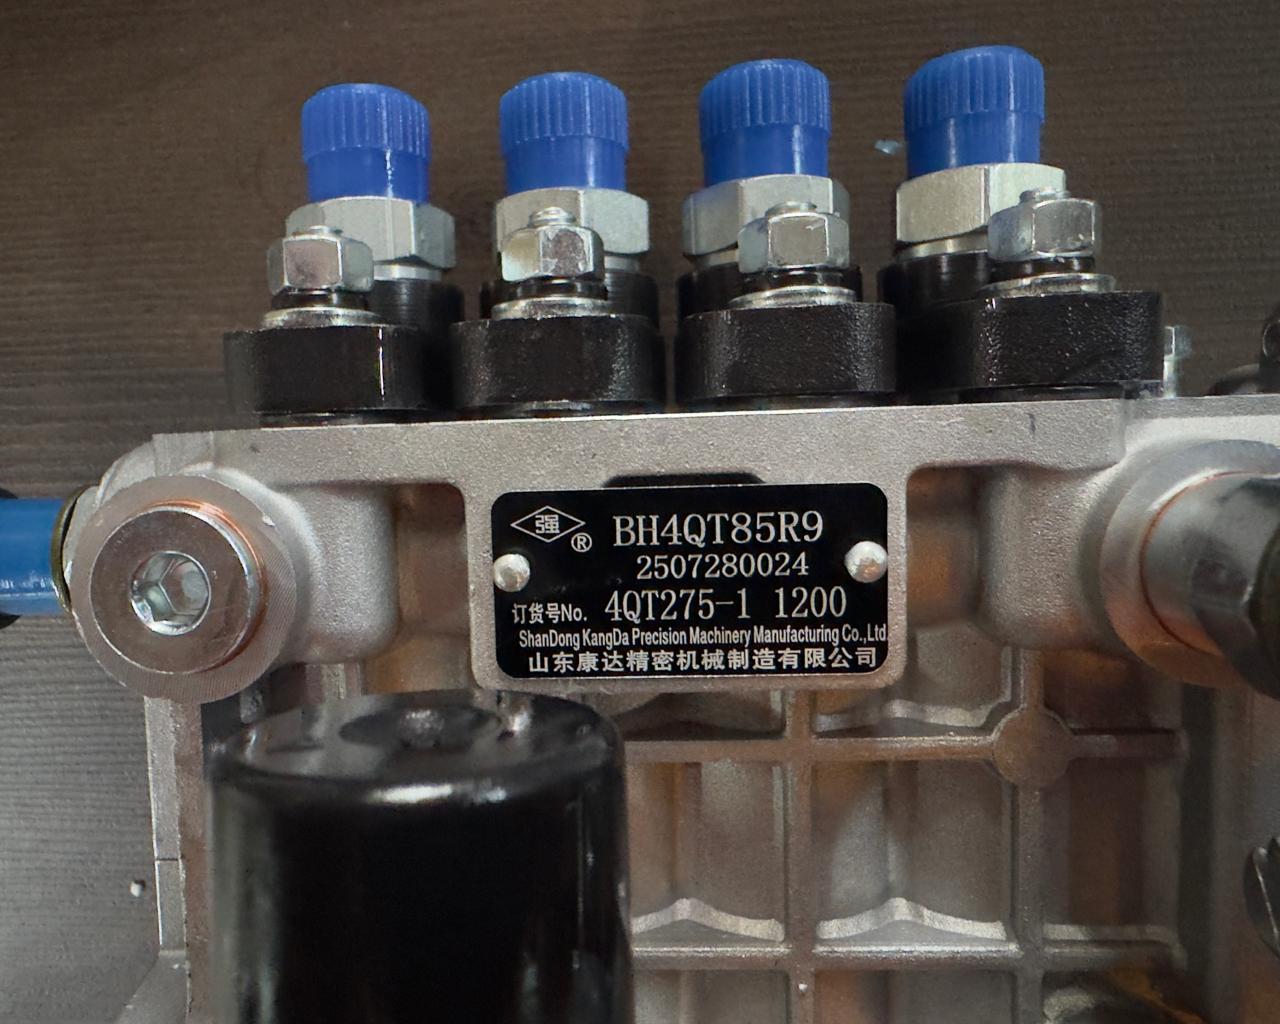 强 ® BH4QT85R9
2507280024
订货号No. 4QT275-1 1200
ShanDong KangDa Precision Machinery Manufacturing Co.,Ltd.
山东康达精密机械制造有限公司